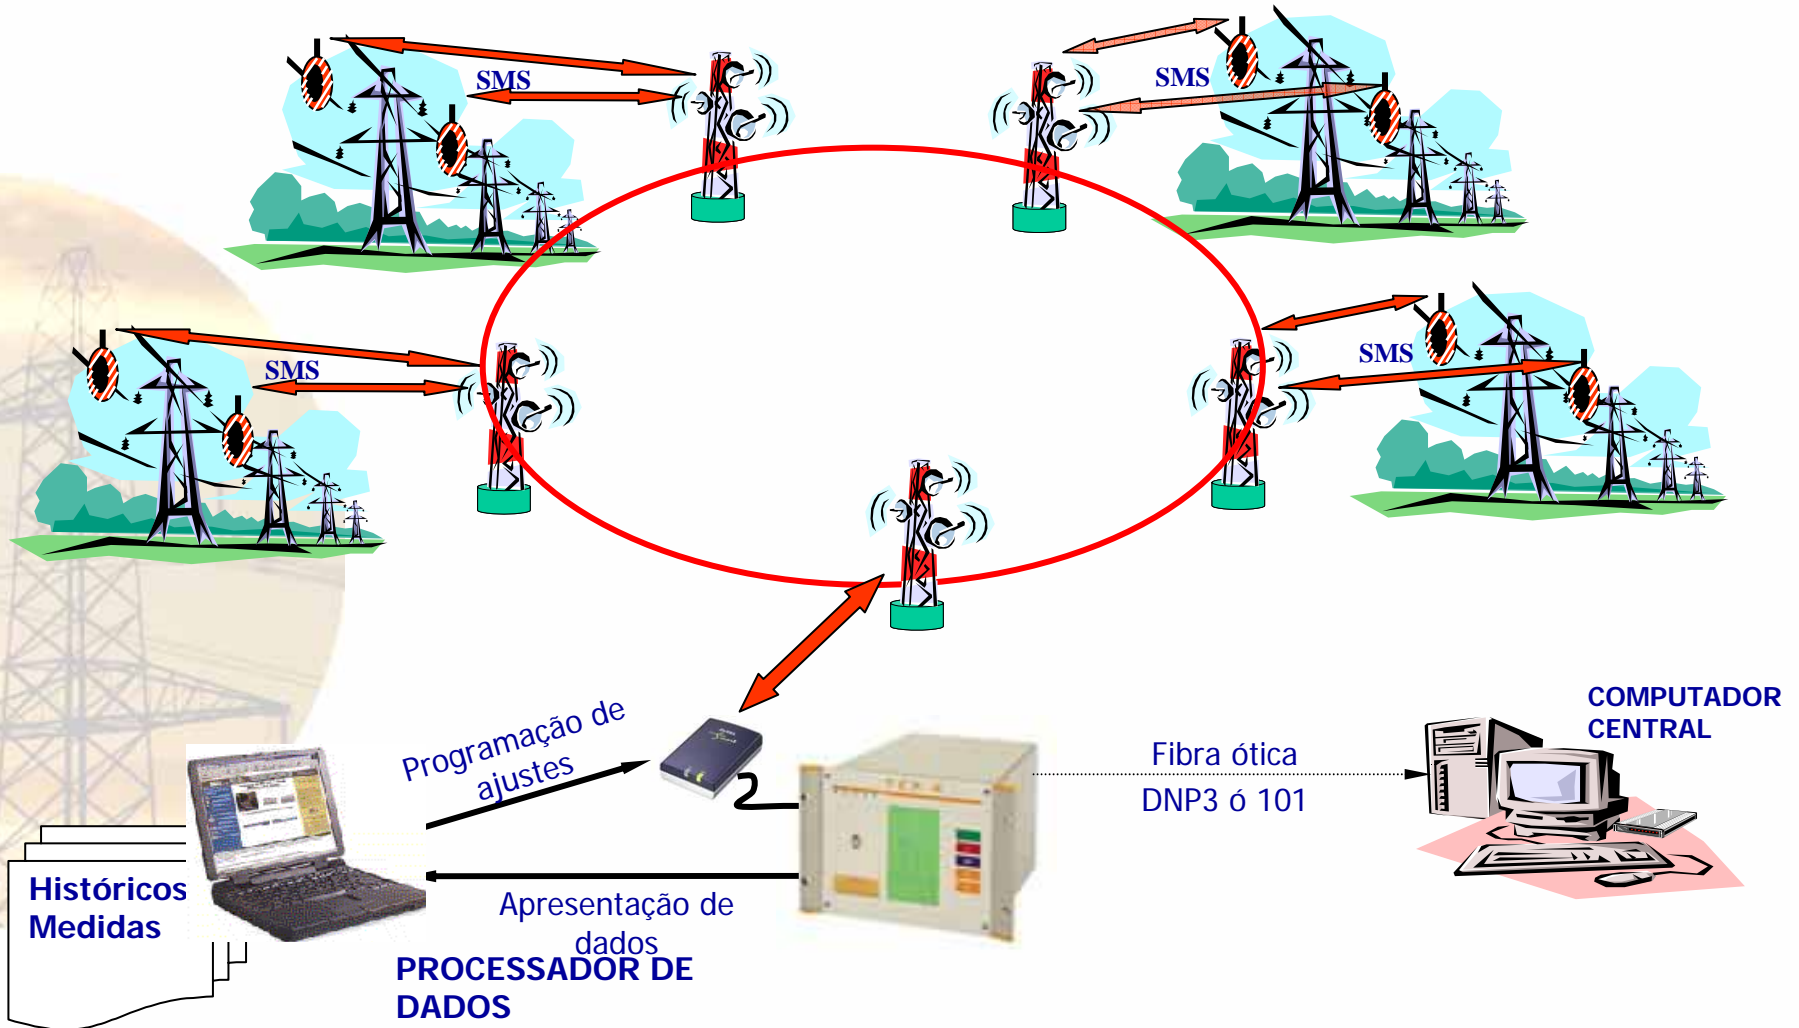 SMS
SMS
SMS
SMS
COMPUTADOR
CENTRAL
Programação de
ajustes
Fibra ótica
DNP3 ó 101
Históricos
Medidas
Apresentação de
dados
PROCESSADOR DE
DADOS